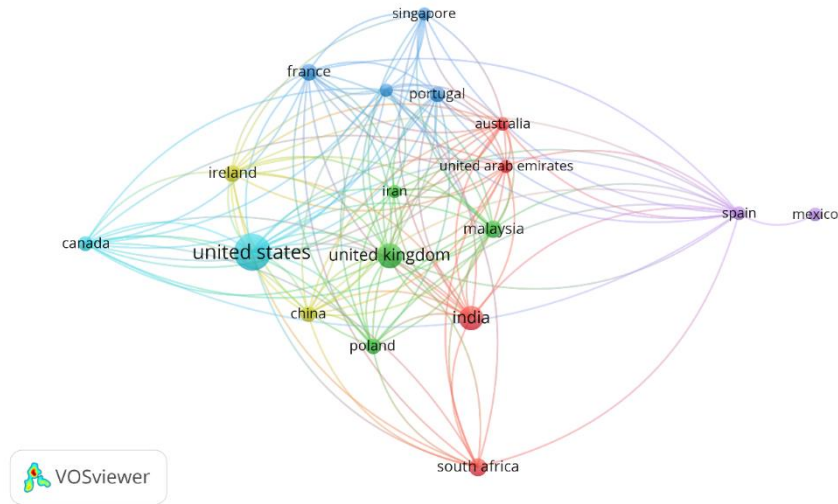 singapore
france
portugal
australia
ireland
united arab emirates
iran
spain
mexico
malaysia
canada
united states
united kingdom
china
india
poland
south africa
VOSviewer